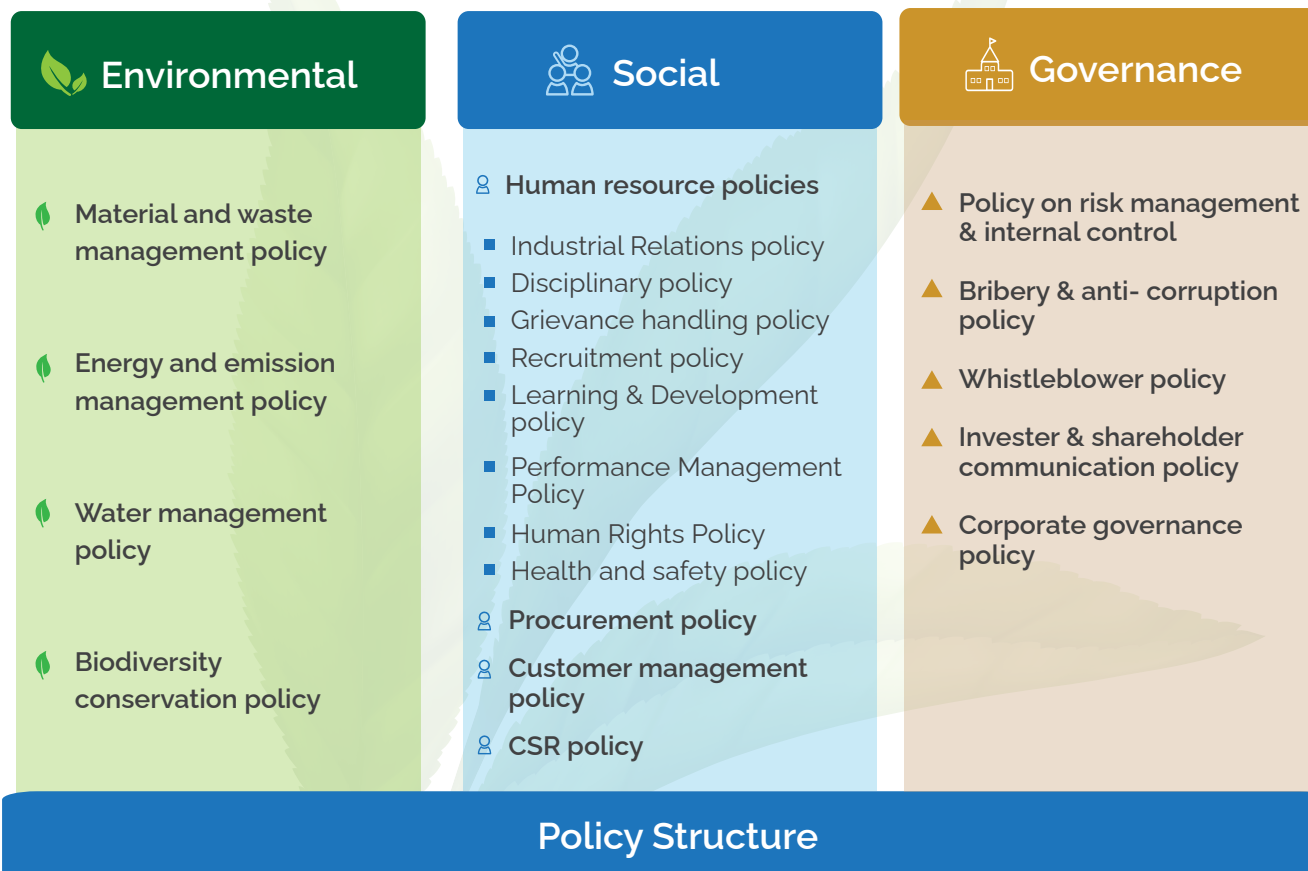 Environmental
Material and waste
management policy
Energy and emission
management policy
Water management
policy
Biodiversity
conservation policy
Social
Human resource policies
Industrial Relations policy
Disciplinary policy
Grievance handling policy
Recruitment policy
Learning & Development
policy
Performance Management
Policy
Human Rights Policy
Health and safety policy
Procurement policy
Customer management
policy
CSR policy
Governance
Policy on risk management
& internal control
Bribery & anti- corruption
policy
Whistleblower policy
Invester & shareholder
communication policy
Corporate governance
policy
Policy Structure